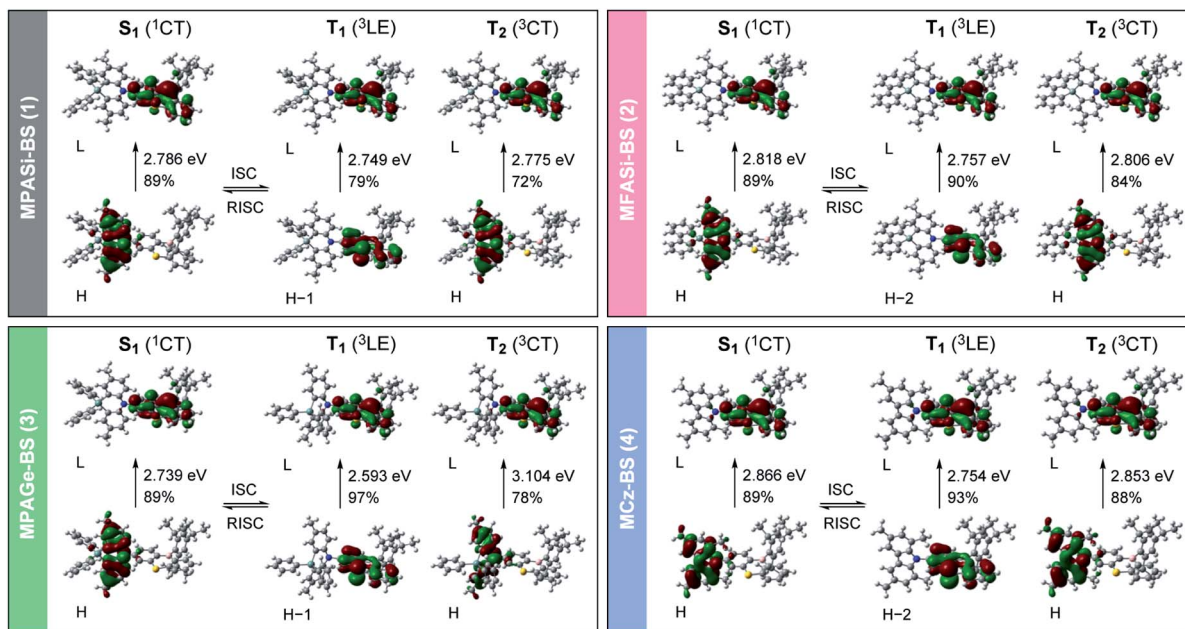 MPASi-BS (1)
S₁ (¹CT)
T₁ (³LE)
T₂ (³CT)
L
L
L
2.786 eV
89%
ISC
RISC
2.749 eV
79%
2.775 eV
72%
H
H−1
H
MFASi-BS (2)
S₁ (¹CT)
T₁ (³LE)
T₂ (³CT)
L
L
L
2.818 eV
89%
ISC
RISC
2.757 eV
90%
2.806 eV
84%
H
H−2
H
MPAGe-BS (3)
S₁ (¹CT)
T₁ (³LE)
T₂ (³CT)
L
L
L
2.739 eV
89%
ISC
RISC
2.593 eV
97%
3.104 eV
78%
H
H−1
H
MCz-BS (4)
S₁ (¹CT)
T₁ (³LE)
T₂ (³CT)
L
L
L
2.866 eV
89%
ISC
RISC
2.754 eV
93%
2.853 eV
88%
H
H−2
H